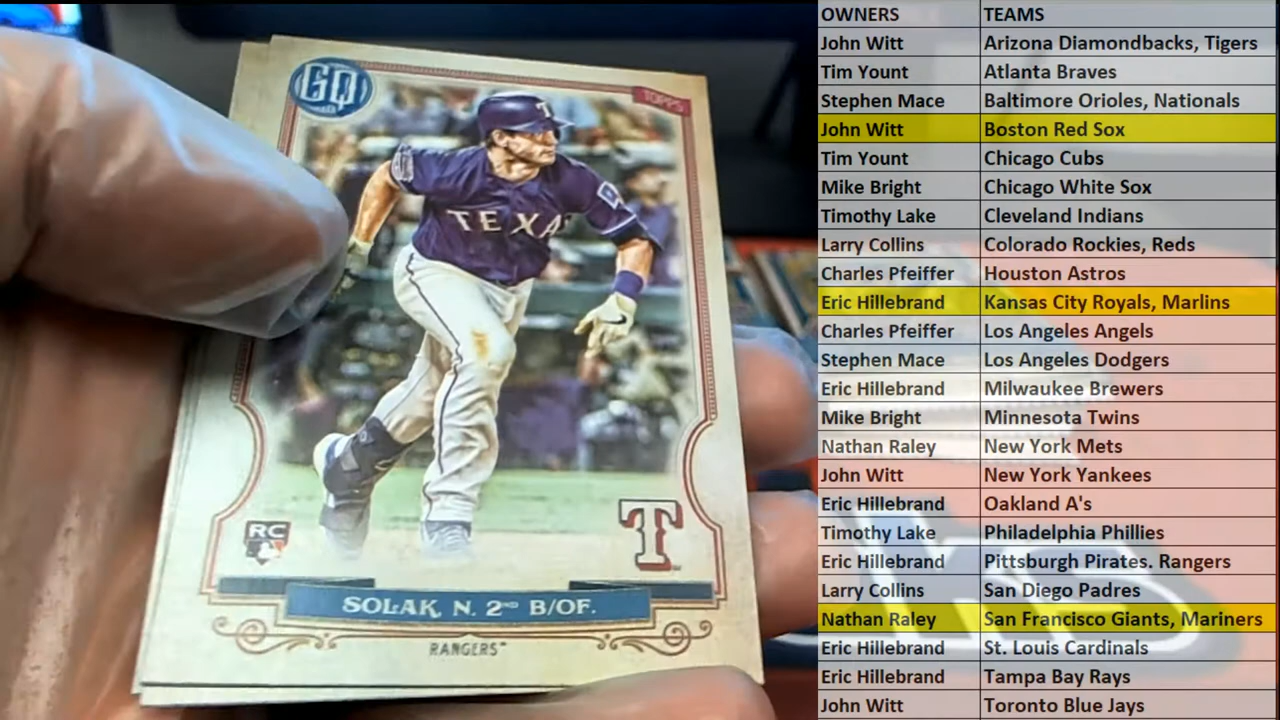 GQ
TOPPS
T
TEXA
RC
T
SOLAK, N. 2ND B/OF.
RANGERS™
OWNERS TEAMS
John Witt Arizona Diamondbacks, Tigers
Tim Yount Atlanta Braves
Stephen Mace Baltimore Orioles, Nationals
John Witt Boston Red Sox
Tim Yount Chicago Cubs
Mike Bright Chicago White Sox
Timothy Lake Cleveland Indians
Larry Collins Colorado Rockies, Reds
Charles Pfeiffer Houston Astros
Eric Hillebrand Kansas City Royals, Marlins
Charles Pfeiffer Los Angeles Angels
Stephen Mace Los Angeles Dodgers
Eric Hillebrand Milwaukee Brewers
Mike Bright Minnesota Twins
Nathan Raley New York Mets
John Witt New York Yankees
Eric Hillebrand Oakland A's
Timothy Lake Philadelphia Phillies
Eric Hillebrand Pittsburgh Pirates. Rangers
Larry Collins San Diego Padres
Nathan Raley San Francisco Giants, Mariners
Eric Hillebrand St. Louis Cardinals
Eric Hillebrand Tampa Bay Rays
John Witt Toronto Blue Jays